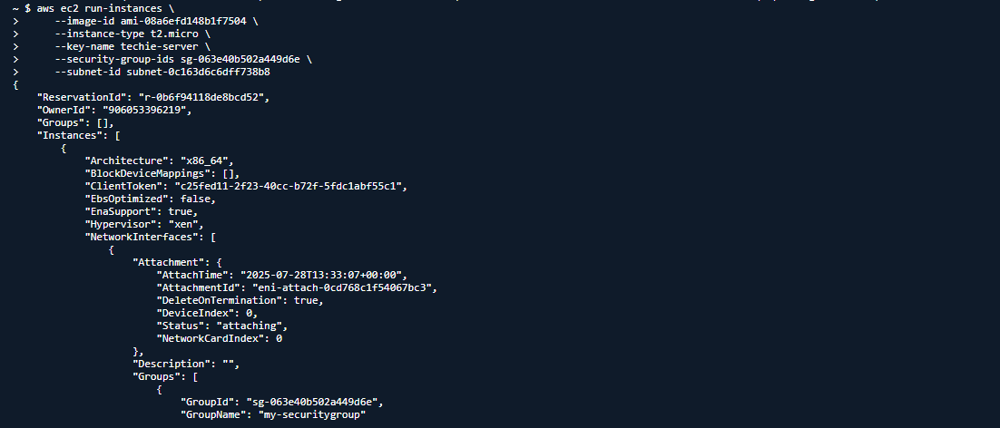 ~ $ aws ec2 run-instances \
>      --image-id ami-08a6efd148b1f7504 \
>      --instance-type t2.micro \
>      --key-name techie-server \
>      --security-group-ids sg-063e40b502a449d6e \
>      --subnet-id subnet-0c163d6c6dff738b8
{
    "ReservationId": "r-0b6f94118de8bcd52",
    "OwnerId": "906053396219",
    "Groups": [],
    "Instances": [
        {
            "Architecture": "x86_64",
            "BlockDeviceMappings": [],
            "ClientToken": "c25fed11-2f23-40cc-b72f-5fdc1abf55c1",
            "EbsOptimized": false,
            "EnaSupport": true,
            "Hypervisor": "xen",
            "NetworkInterfaces": [
                {
                    "Attachment": {
                        "AttachTime": "2025-07-28T13:33:07+00:00",
                        "AttachmentId": "eni-attach-0cd768c1f54067bc3",
                        "DeleteOnTermination": true,
                        "DeviceIndex": 0,
                        "Status": "attaching",
                        "NetworkCardIndex": 0
                    },
                    "Description": "",
                    "Groups": [
                        {
                            "GroupId": "sg-063e40b502a449d6e",
                            "GroupName": "my-securitygroup"